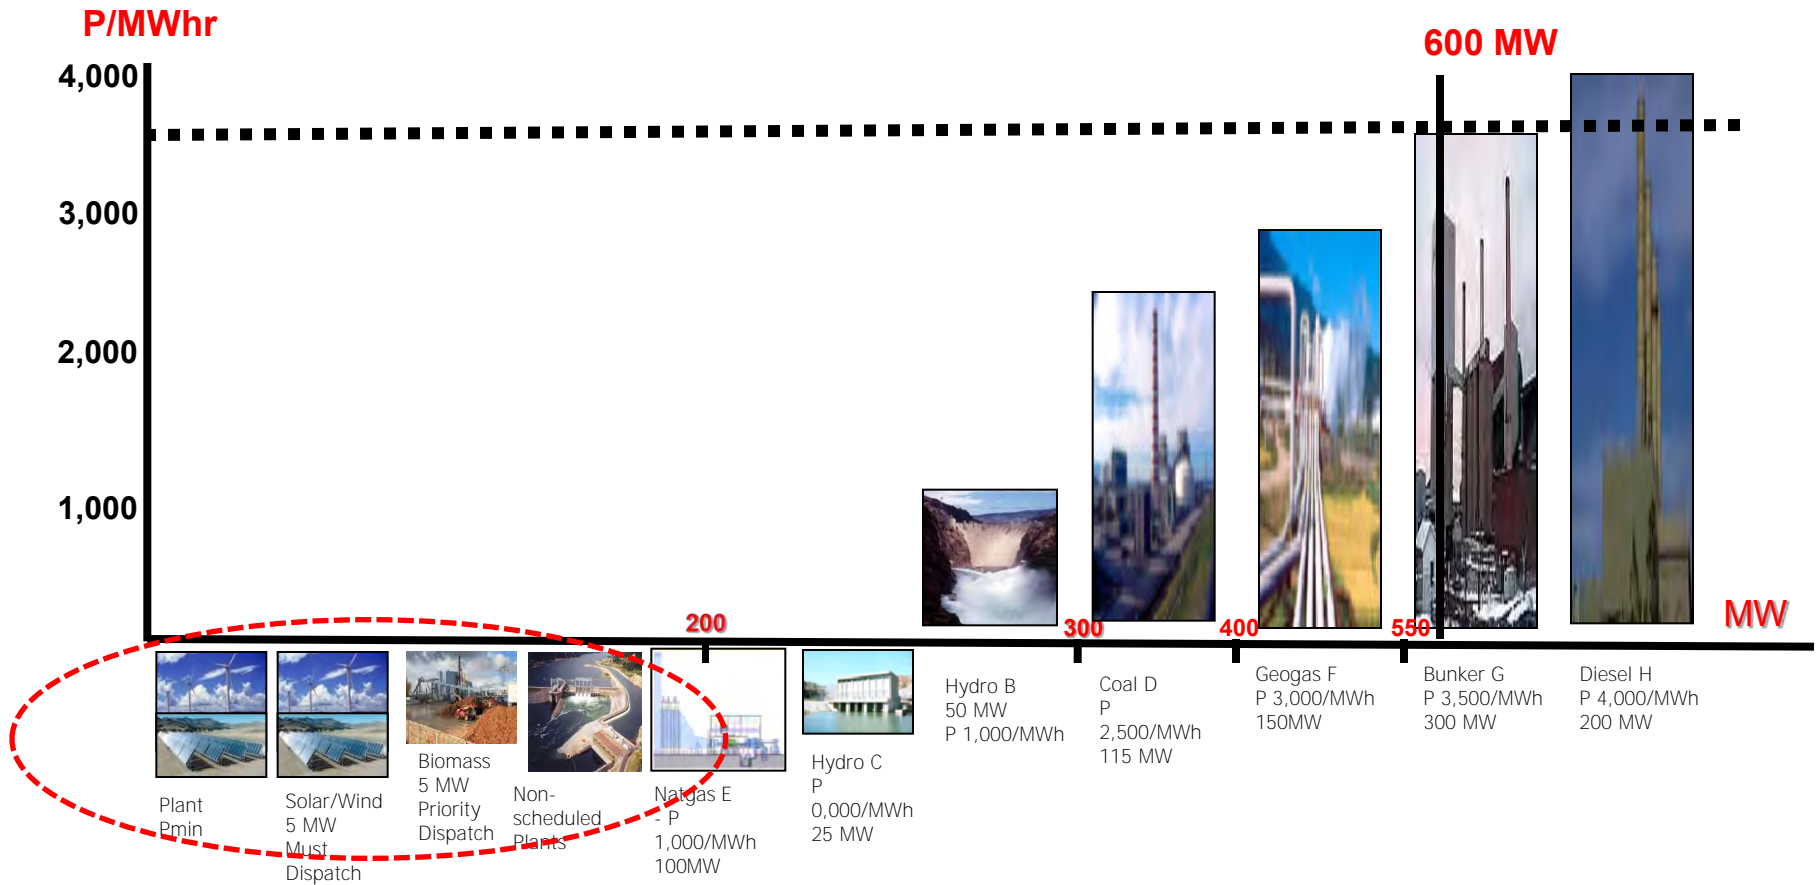 P/MWhr
600 MW
4,000
3,000
2,000
1,000
200
300
400
550
MW
Plant
Pmin
Solar/Wind
5 MW
Must
Dispatch
Biomass
5 MW
Priority
Dispatch
Non-
scheduled
Plants
Natgas E
- P
1,000/MWh
100MW
Hydro C
P
0,000/MWh
25 MW
Hydro B
50 MW
P 1,000/MWh
Coal D
P
2,500/MWh
115 MW
Geogas F
P 3,000/MWh
150MW
Bunker G
P 3,500/MWh
300 MW
Diesel H
P 4,000/MWh
200 MW